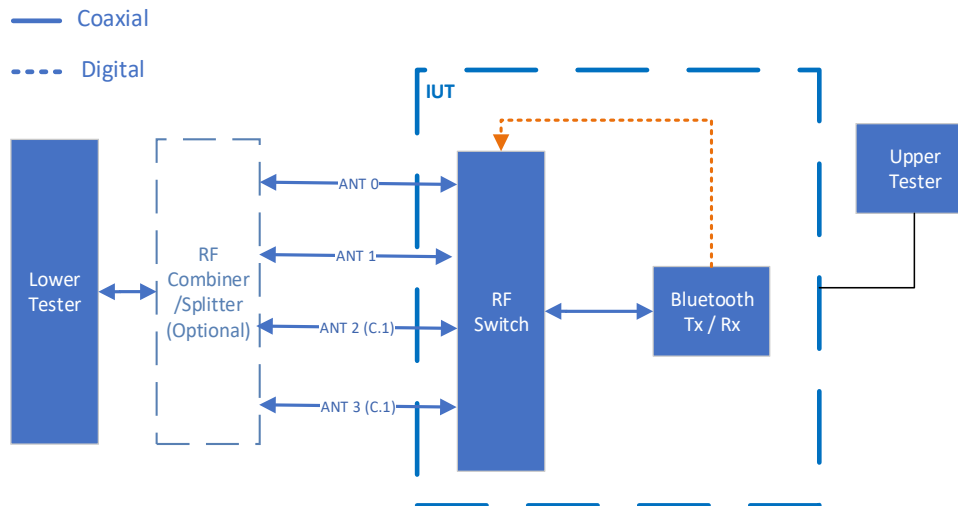 Coaxial
Digital
IUT
Upper
Tester
ANT 0
ANT 1
ANT 2 (C.1)
ANT 3 (C.1)
Lower
Tester
RF
Combiner
/Splitter
(Optional)
RF
Switch
Bluetooth
Tx / Rx